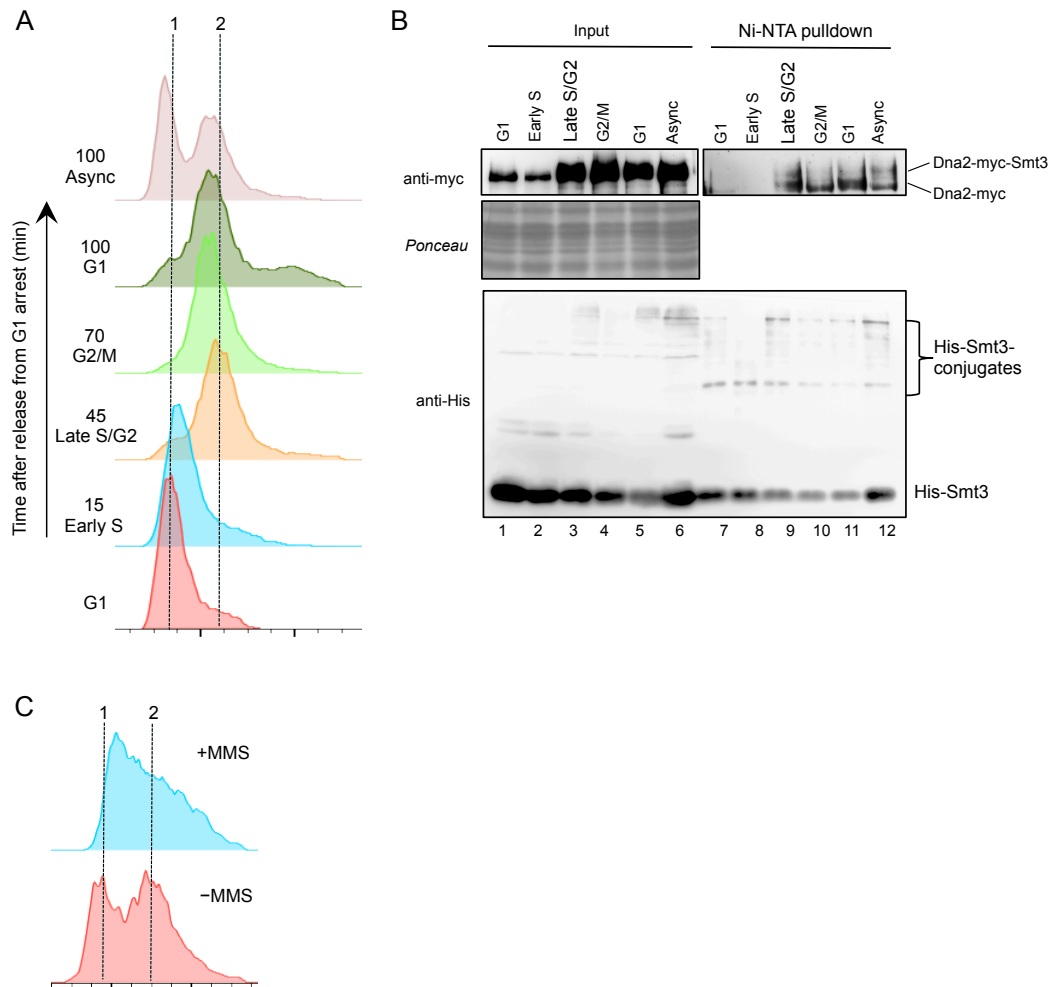 A
1 2
100
Async
100
G1
70
G2/M
45
Late S/G2
15
Early S
G1
Time after release from G1 arrest (min)
B
Input
Ni-NTA pulldown
G1
Early S
Late S/G2
G2/M
G1
Async
G1
Early S
Late S/G2
G2/M
G1
Async
anti-myc
Dna2-myc-Smt3
Dna2-myc
Ponceau
anti-His
His-Smt3-
conjugates
His-Smt3
1 2 3 4 5 6 7 8 9 10 11 12
C
1 2
+MMS
−MMS